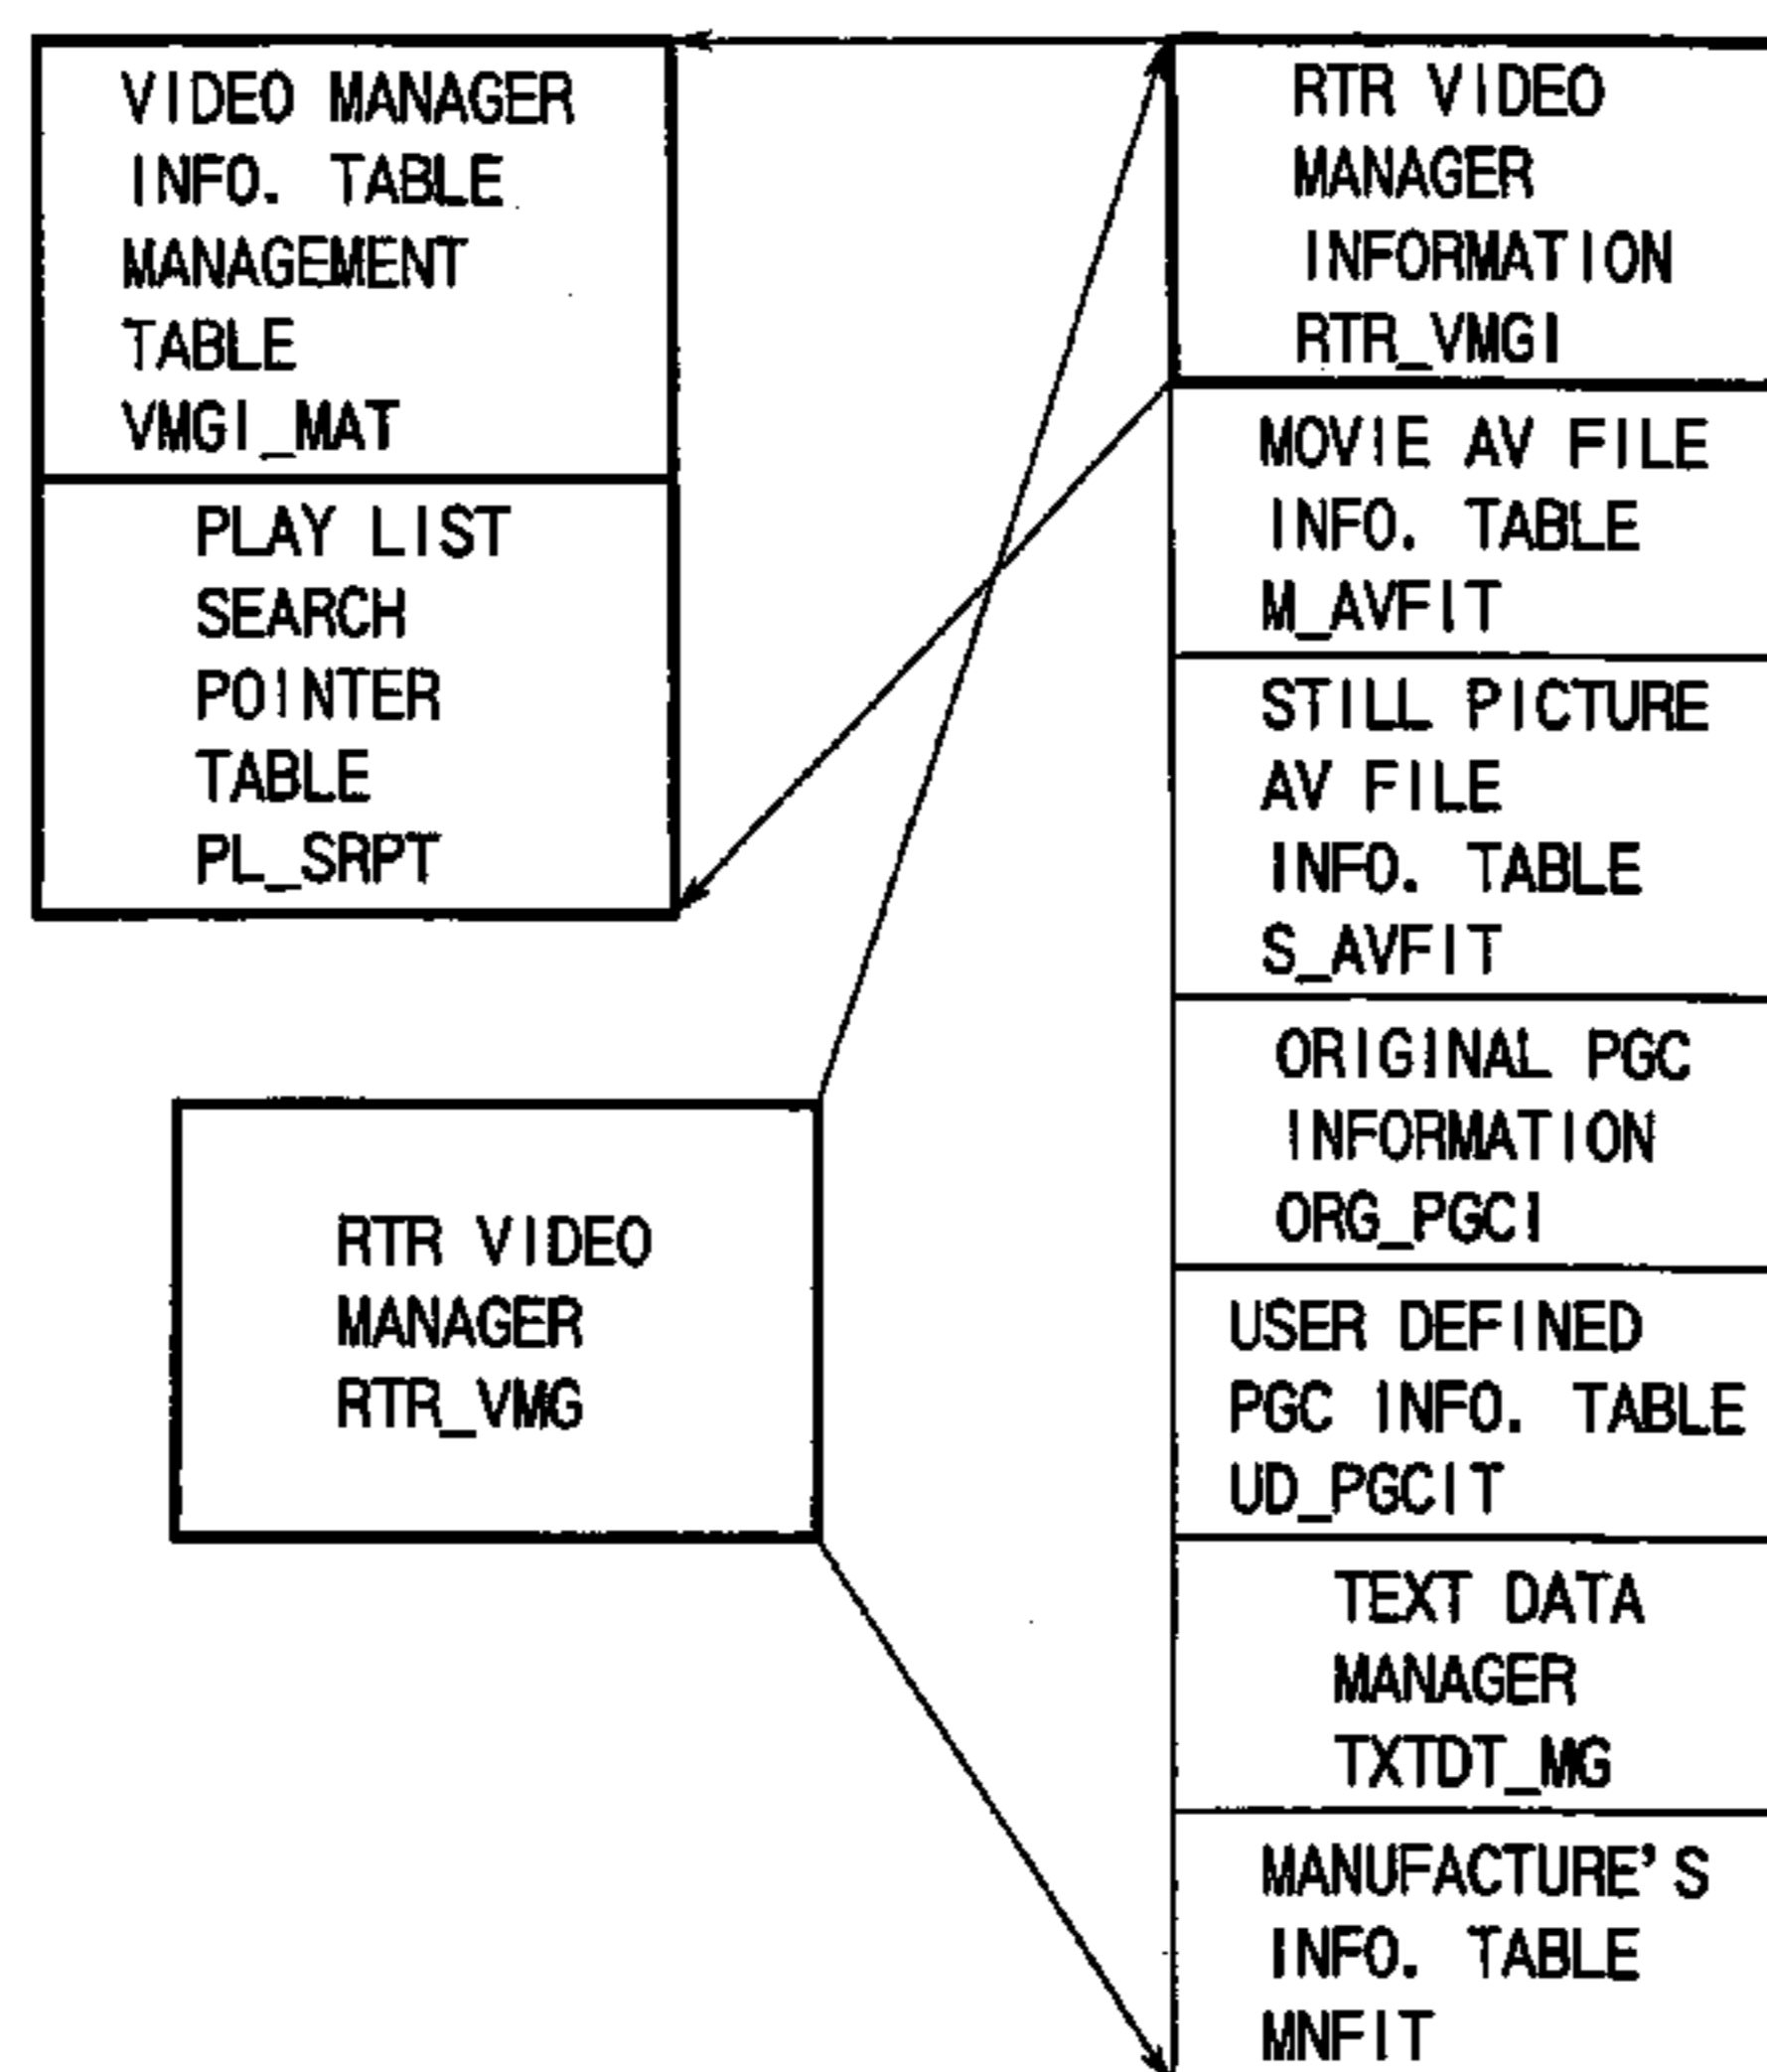 VIDEO MANAGER
INFO. TABLE
MANAGEMENT
TABLE
VMGI_MAT
PLAY LIST
SEARCH
POINTER
TABLE
PL_SRPT
RTR VIDEO
MANAGER
RTR_VMG
RTR VIDEO
MANAGER
INFORMATION
RTR_VMGI
MOVIE AV FILE
INFO. TABLE
M_AVFIT
STILL PICTURE
AV FILE
INFO. TABLE
S_AVFIT
ORIGINAL PGC
INFORMATION
ORG_PGCI
USER DEFINED
PGC INFO. TABLE
UD_PGCIT
TEXT DATA
MANAGER
TXTDT_MG
MANUFACTURE'S
INFO. TABLE
MNFIT